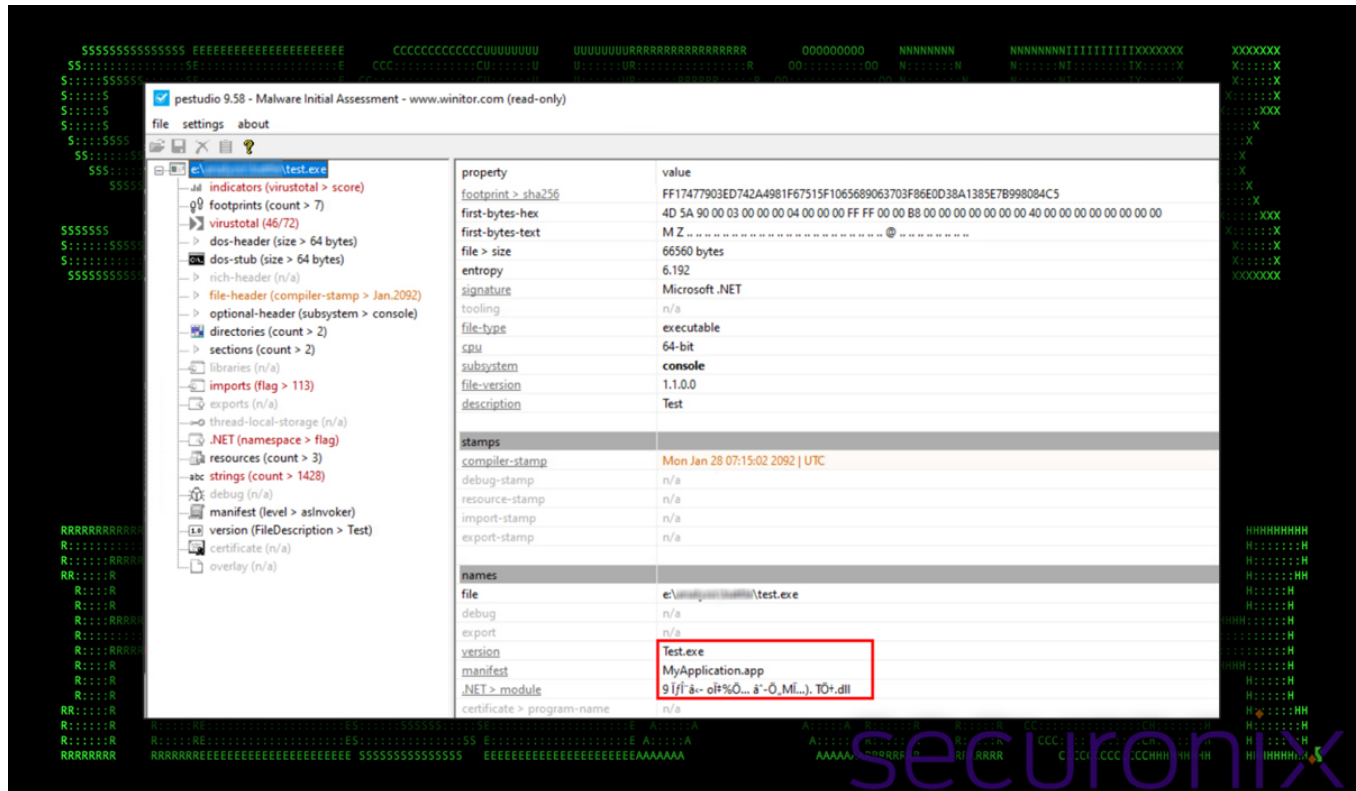 pestudio 9.58 - Malware Initial Assessment - www.winitor.com (read-only)
file settings about
\test.exe
indicators (virustotal > score)
footprints (count > 7)
virustotal (46/72)
dos-header (size > 64 bytes)
dos-stub (size > 64 bytes)
rich-header (n/a)
file-header (compiler-stamp > Jan.2092)
optional-header (subsystem > console)
directories (count > 2)
sections (count > 2)
libraries (n/a)
imports (flag > 113)
exports (n/a)
thread-local-storage (n/a)
.NET (namespace > flag)
resources (count > 3)
abc strings (count > 1428)
debug (n/a)
manifest (level > asInvoker)
1.0 version (FileDescription > Test)
certificate (n/a)
overlay (n/a)
property value
footprint > sha256 FF17477903ED742A4981F67515F1065689063703F86E0D38A1385E7B998084C5
first-bytes-hex 4D 5A 90 00 03 00 00 00 04 00 00 00 FF FF 00 00 B8 00 00 00 00 00 00 00 40 00 00 00 00 00 00 00
first-bytes-text M Z .. .. .. .. .. .. .. .. .. .. .. .. .. .. .. .. .. .. .. .. .. .. @ .. .. .. .. .. .. ..
file > size 66560 bytes
entropy 6.192
signature Microsoft .NET
tooling n/a
file-type executable
cpu 64-bit
subsystem console
file-version 1.1.0.0
description Test
stamps
compiler-stamp Mon Jan 28 07:15:02 2092 | UTC
debug-stamp n/a
resource-stamp n/a
import-stamp n/a
export-stamp n/a
names
file e:\ \test.exe
debug n/a
export n/a
version Test.exe
manifest MyApplication.app
.NET > module
certificate > program-name n/a
securonix